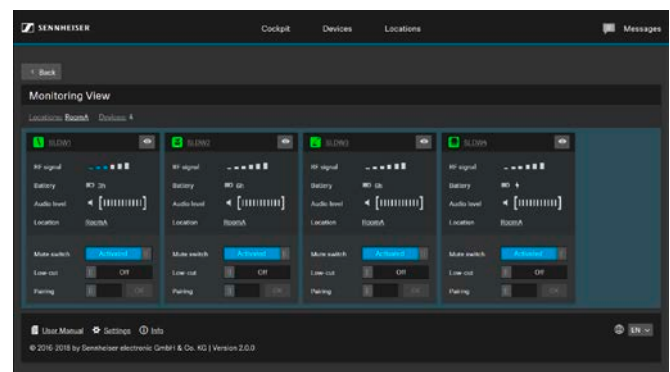 SENNHEISER Cockpit Devices Locations Messages
Back
Monitoring View
Locations: RoomA Devices: 4
SLDW1 SLDW2 SLDW3 SLDW4
RF signal RF signal RF signal RF signal
Battery 3h Battery 6h Battery 6h Battery
Audio level Audio level Audio level Audio level
Location RoomA Location RoomA Location RoomA Location RoomA
Mute switch Activated Mute switch Activated Mute switch Activated Mute switch Activated
Low-cut Off Low-cut Off Low-cut Off Low-cut Off
Pairing OK Pairing OK Pairing OK Pairing OK
User Manual Settings Info EN
© 2016-2018 by Sennheiser electronic GmbH & Co. KG | Version 2.0.0